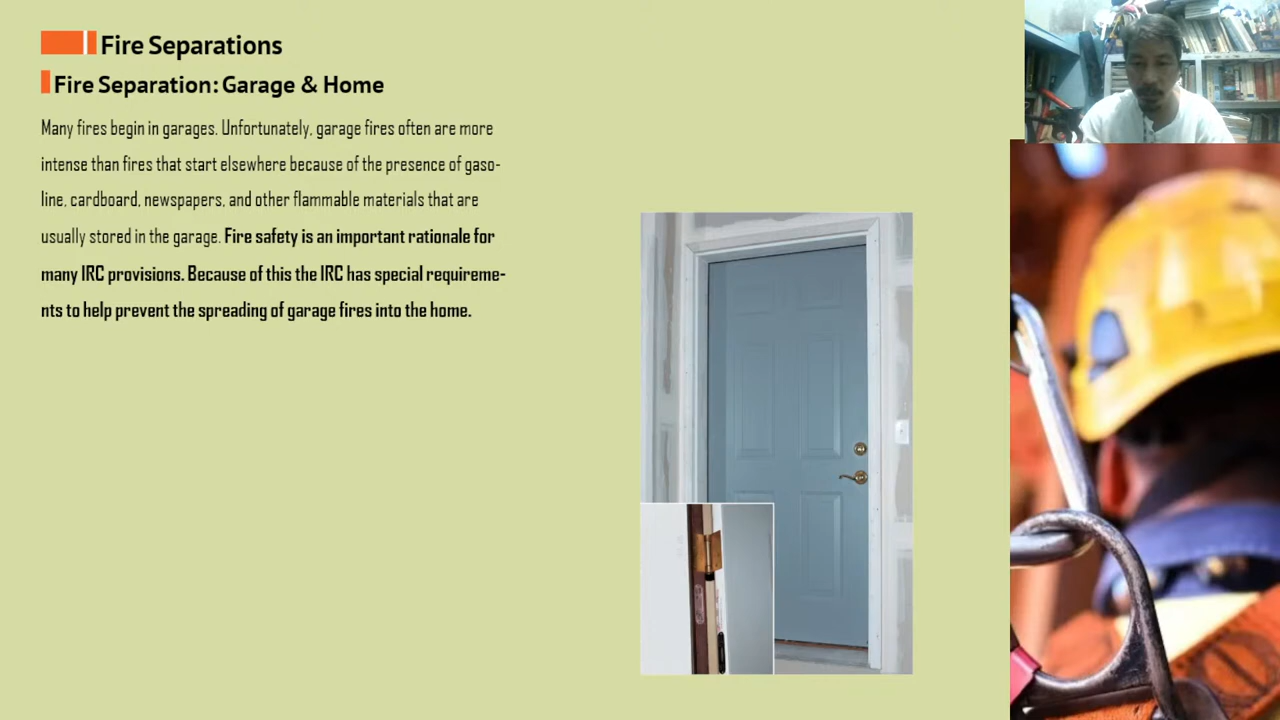 Fire Separations
Fire Separation: Garage & Home
Many fires begin in garages. Unfortunately, garage fires often are more
intense than fires that start elsewhere because of the presence of gaso-
line, cardboard, newspapers, and other flammable materials that are
usually stored in the garage. Fire safety is an important rationale for
many IRC provisions. Because of this the IRC has special requireme-
nts to help prevent the spreading of garage fires into the home.